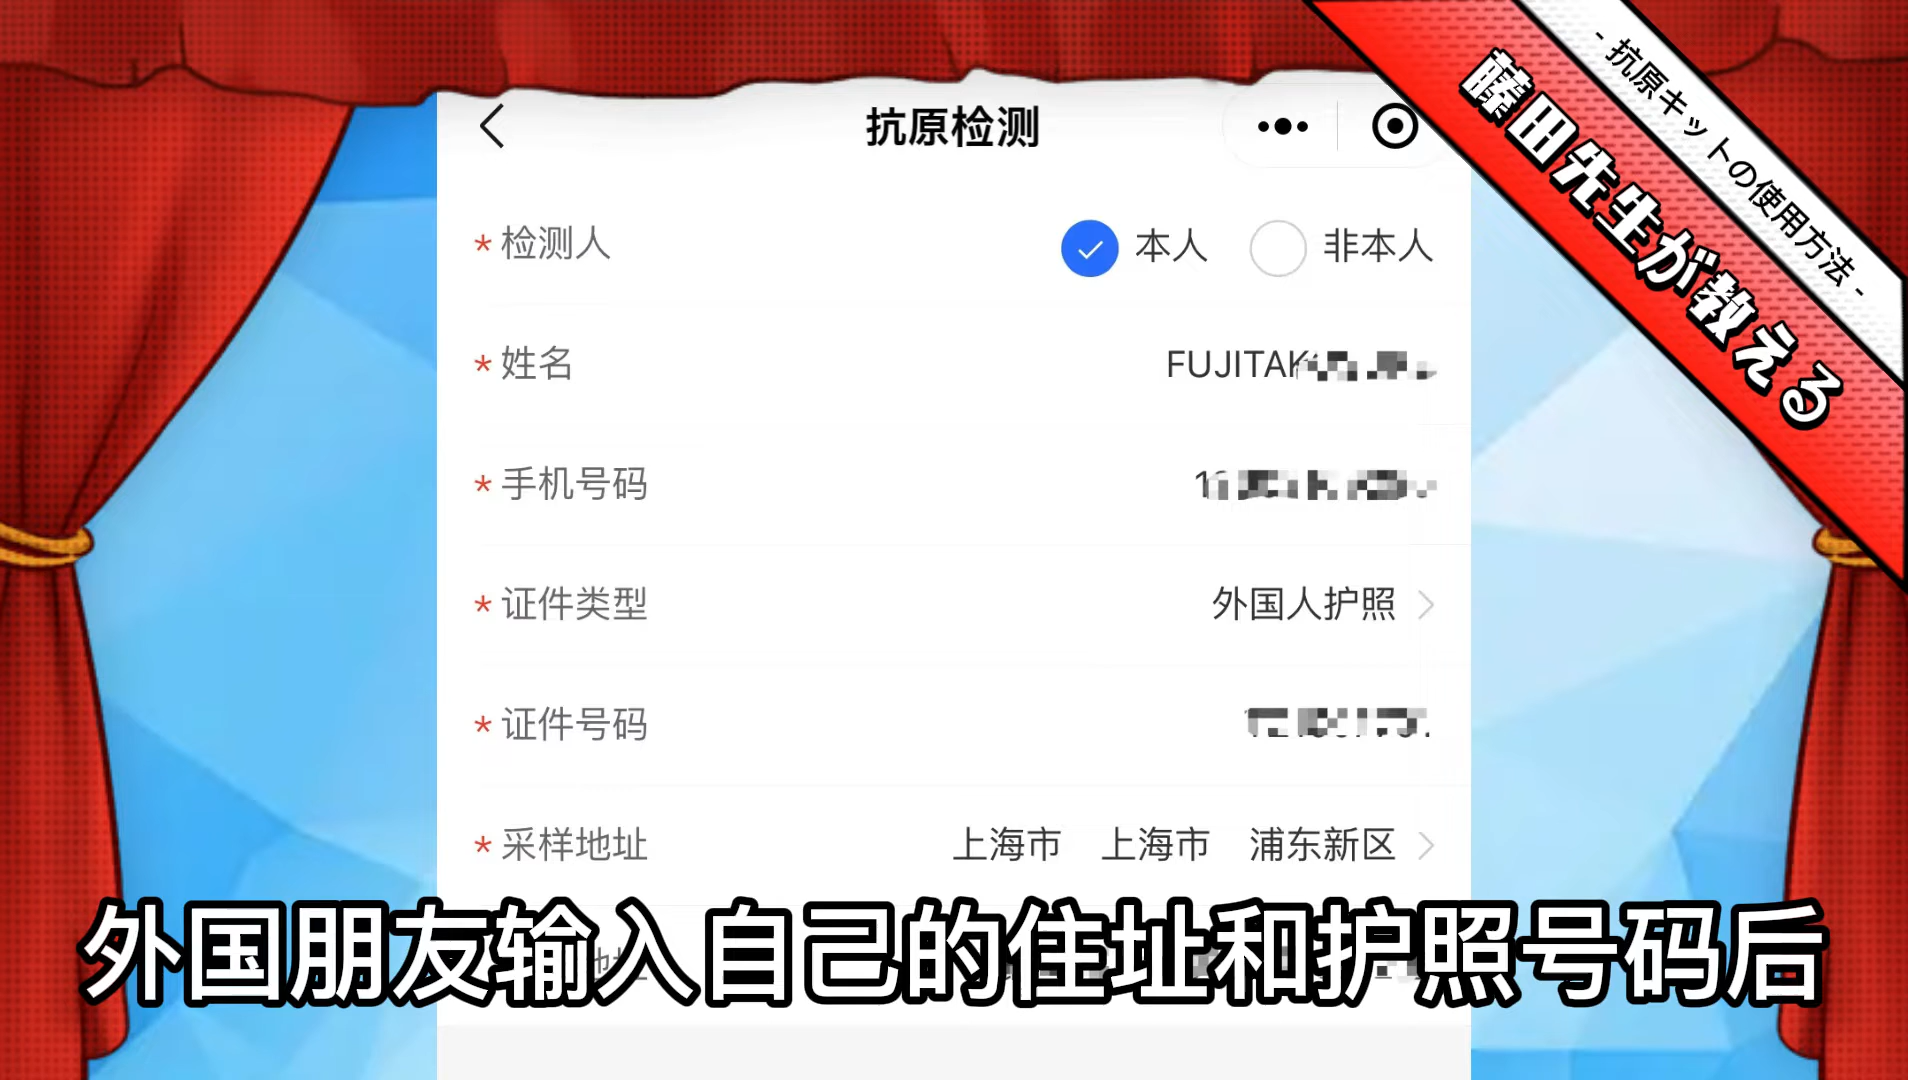 抗原检测
* 检测人 本人 非本人
* 姓名 FUJITAK
* 手机号码
* 证件类型 外国人护照
* 证件号码
* 采样地址 上海市 上海市 浦东新区
外国朋友输入自己的住址和护照号码后
- 抗原キットの使用方法 -
藤田先生が教える